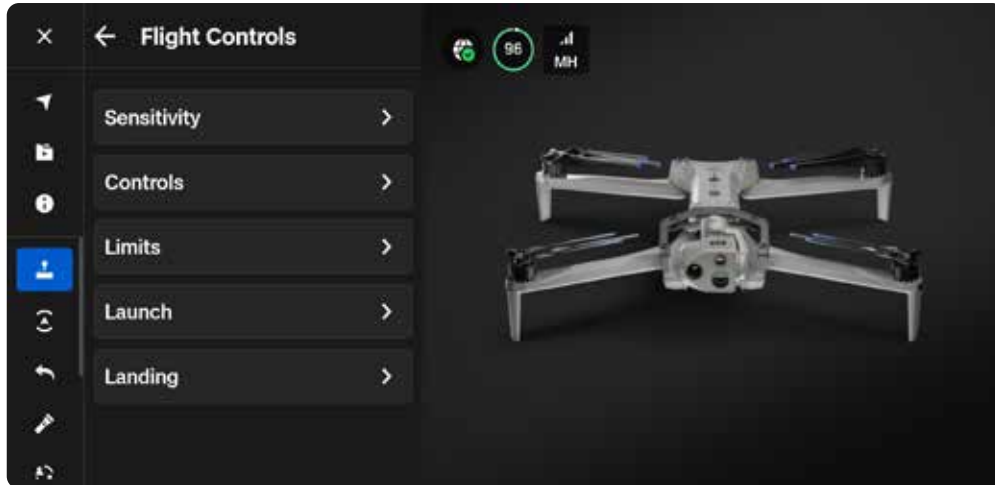 Flight Controls
96
MH
Sensitivity
Controls
Limits
Launch
Landing